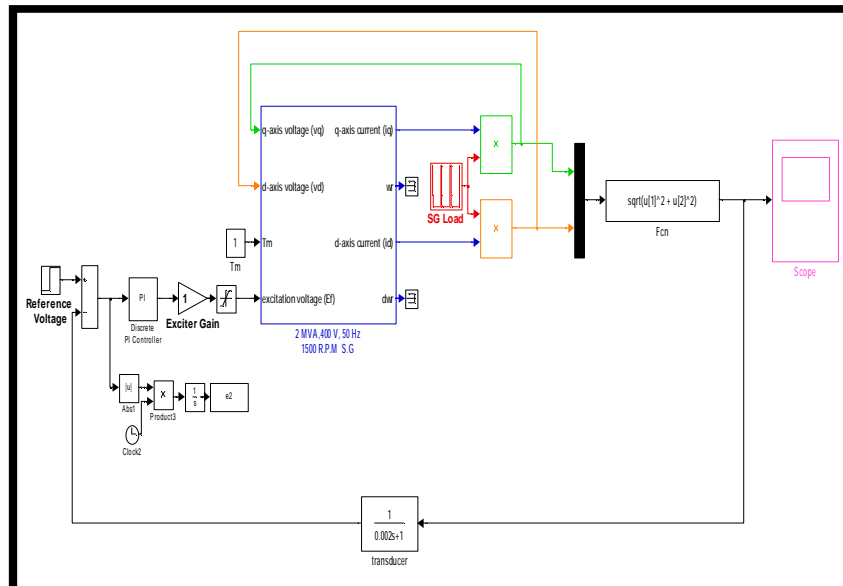 q-axis voltage (vq)
q-axis current (iq)
x
d-axis voltage (vd)
wr
SG Load
sqrt(u[1]^2 + u[2]^2)
Fcn
x
1
Tm
Tm
d-axis current (id)
Scope
+
−
Reference
Voltage
PI
Discrete
PI Controller
1
Exciter Gain
excitation voltage (Ef)
dwr
2 MVA,400 V, 50 Hz
1500 R.P.M S.G
|u|
Abs1
x
Product3
1
s
e2
Clock2
1
0.002s+1
transducer